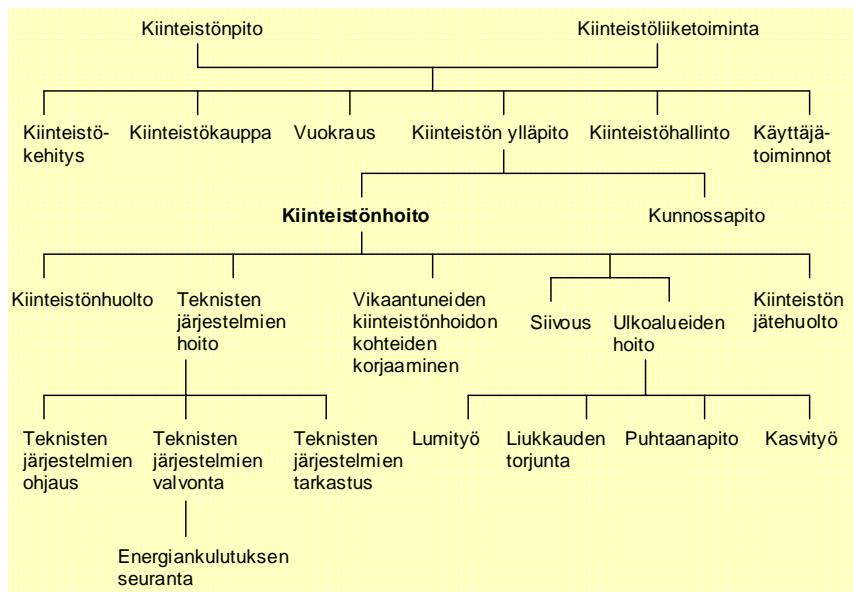 Kiinteistönpito
Kiinteistöliiketoiminta
Kiinteistö-
kehitys
Kiinteistökauppa
Vuokraus
Kiinteistön ylläpito
Kiinteistöhallinto
Käyttäjä-
toiminnot
Kiinteistönhoito
Kunnossapito
Kiinteistönhuolto
Teknisten
järjestelmien
hoito
Vikaantuneiden
kiinteistönhoidon
kohteiden
korjaaminen
Siivous
Ulkoalueiden
hoito
Kiinteistön
jätehuolto
Teknisten
järjestelmien
ohjaus
Teknisten
järjestelmien
valvonta
Teknisten
järjestelmien
tarkastus
Lumityö
Liukkauden
torjunta
Puhtaanapito
Kasvityö
Energiankulutuksen
seuranta